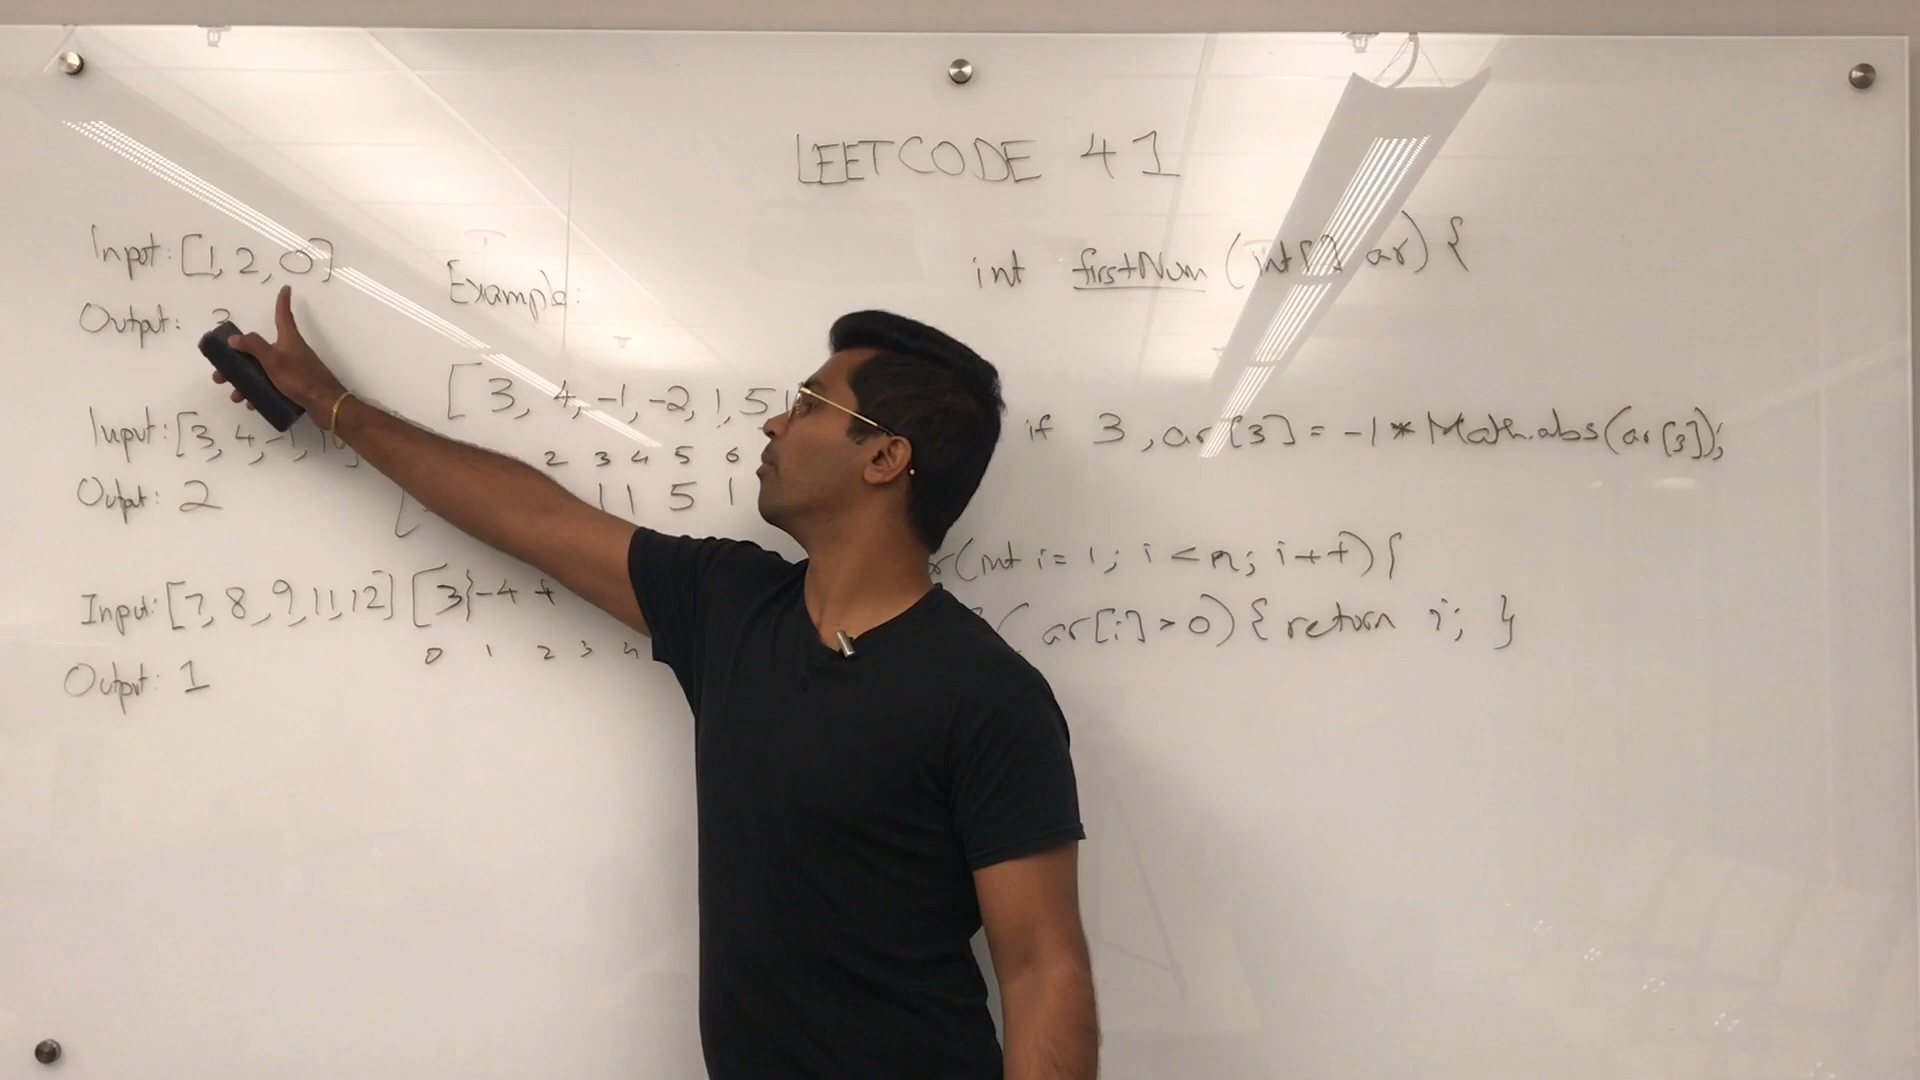 LEETCODE 41
Input: [1, 2, 0]
Output: 3
Input: [3, 4, -1, 10]
Output: 2
Input: [7, 8, 9, 11, 12]
Output: 1
Example:
[3, 4, -1, -2, 1, 5
2 3 4 5 6
1 1 5 1
[3 -4 +
0 1 2 3 4
int firstNum (int[] ar) {
if 3, ar[3] = -1 * Math.abs(ar[3]);
(int i = 1; i < n; i++) {
(ar[i] > 0) { return i; }